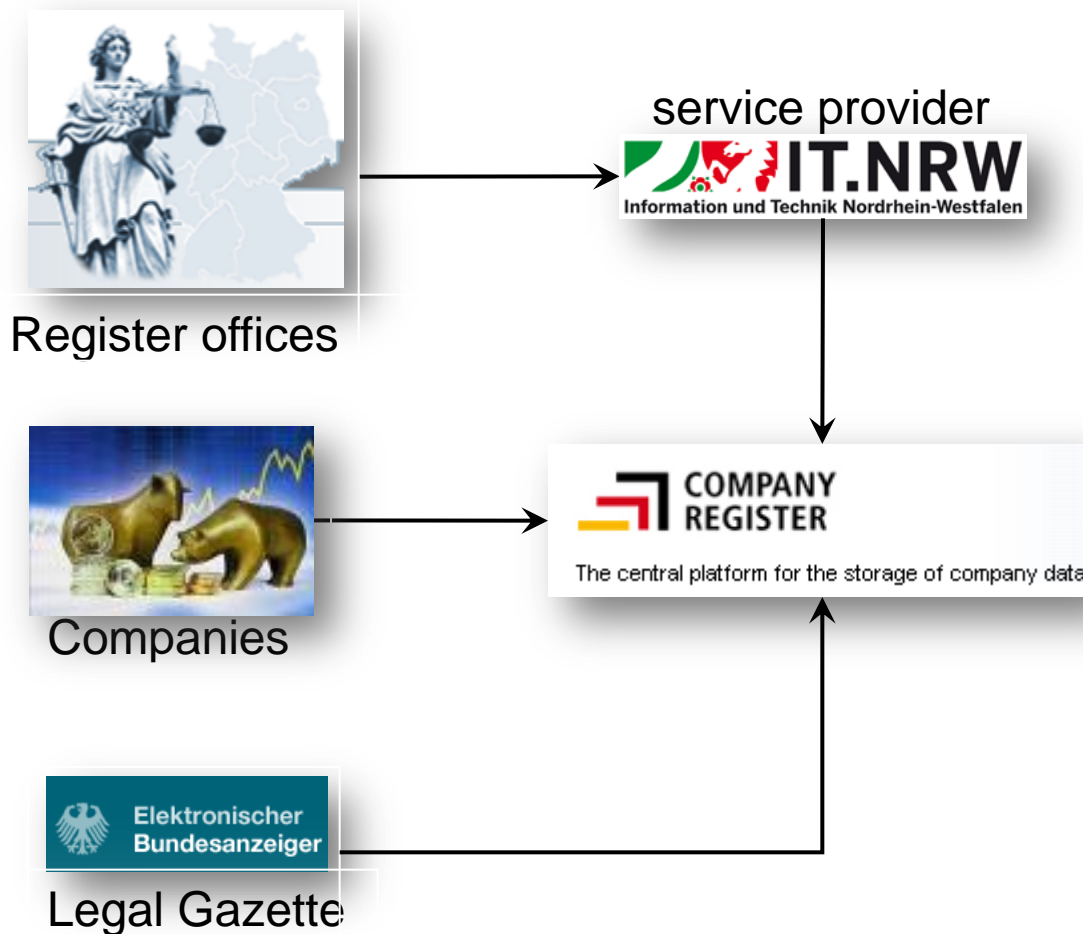 service provider
IT.NRW
Information und Technik Nordrhein-Westfalen
Register offices
COMPANY
REGISTER
The central platform for the storage of company data
Companies
Elektronischer
Bundesanzeiger
Legal Gazette